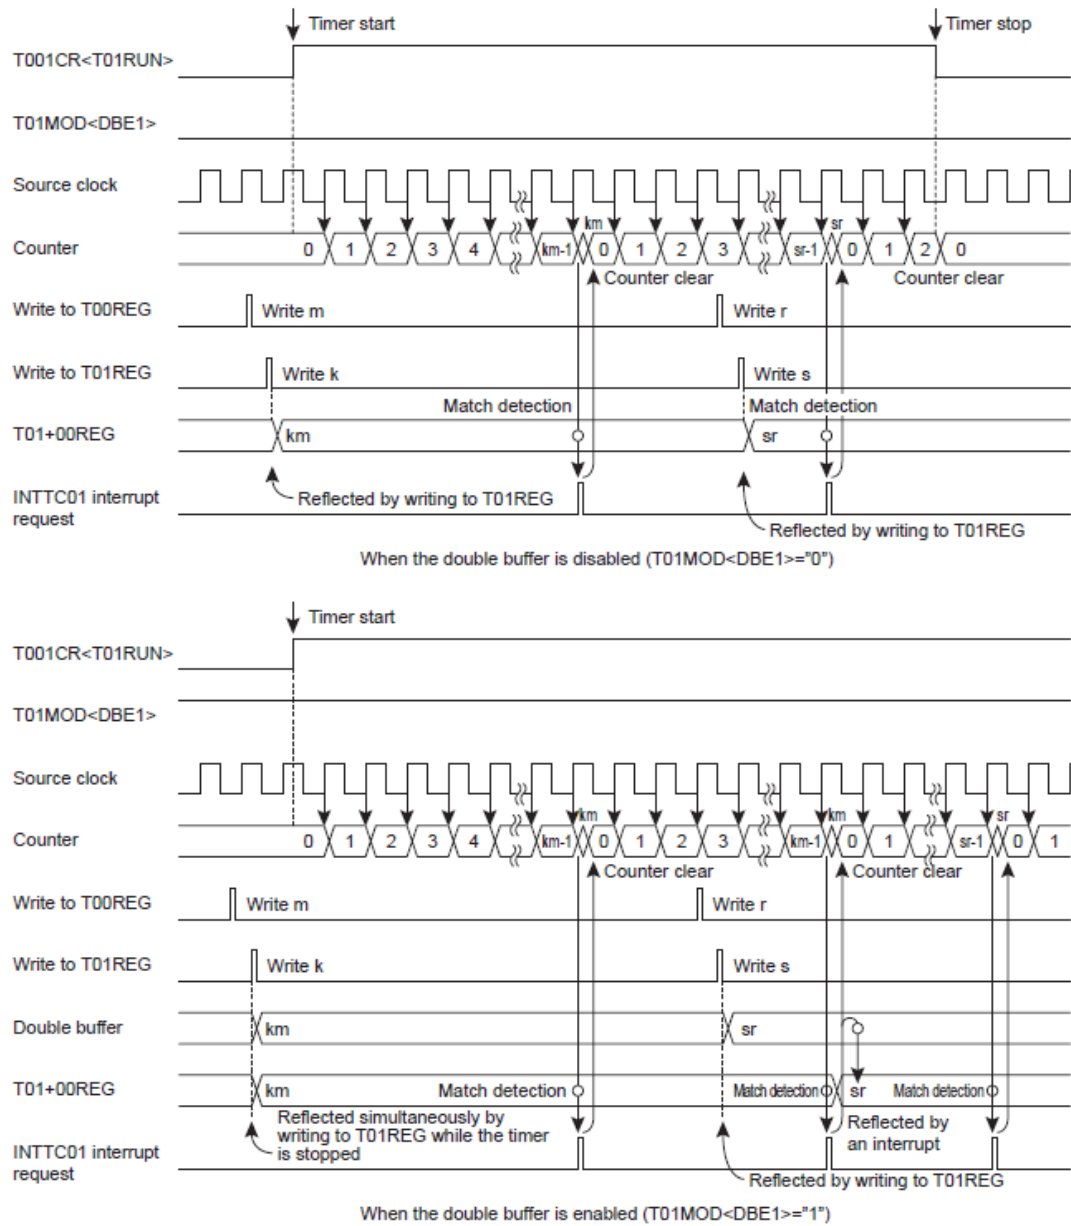 Timer start
Timer stop
T001CR<T01RUN>
T01MOD<DBE1>
Source clock
km
sr
Counter
0 1 2 3 4 km-1 0 1 2 3 sr-1 0 1 2 0
Counter clear
Counter clear
Write to T00REG
Write m
Write r
Write to T01REG
Write k
Write s
Match detection
Match detection
T01+00REG
km
sr
INTTC01 interrupt
request
Reflected by writing to T01REG
Reflected by writing to T01REG
When the double buffer is disabled (T01MOD<DBE1>="0")
Timer start
T001CR<T01RUN>
T01MOD<DBE1>
Source clock
km
km
sr
Counter
0 1 2 3 4 km-1 0 1 2 3 km-1 0 1 sr-1 0 1
Counter clear
Counter clear
Write to T00REG
Write m
Write r
Write to T01REG
Write k
Write s
Double buffer
km
sr
T01+00REG
km
Match detection
Match detection
sr
Match detection
Reflected simultaneously by
writing to T01REG while the timer
is stopped
Reflected by
an interrupt
INTTC01 interrupt
request
Reflected by writing to T01REG
When the double buffer is enabled (T01MOD<DBE1>="1")